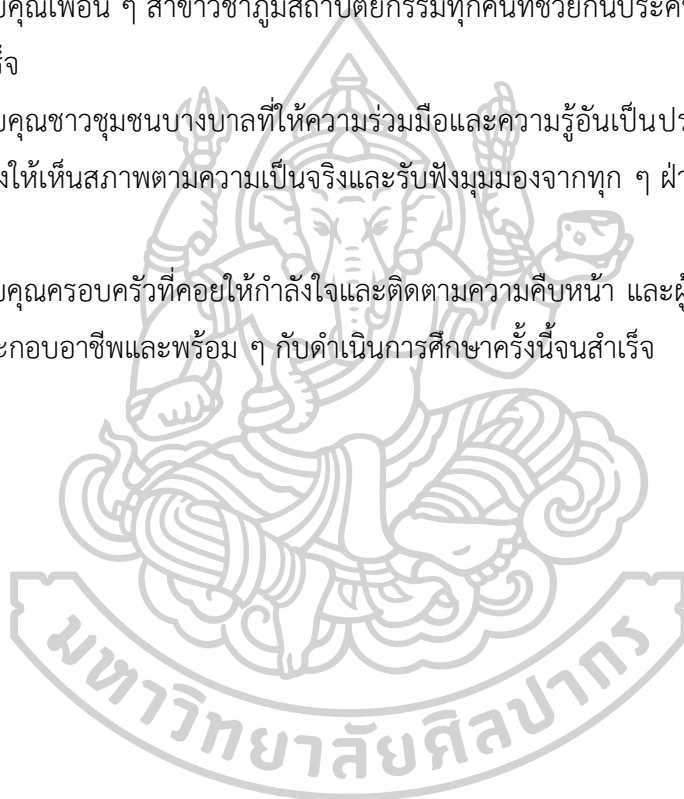 บคุณเพื่อน ๆ สาขาวิชาภูมิสถาปัตยกรรมทุกคนที่ช่วยกันประคั
ร็จ
บคุณชาวชุมชนบางบาลที่ให้ความร่วมมือและความรู้อันเป็นประ
งให้เห็นสภาพตามความเป็นจริงและรับฟังมุมมองจากทุก ๆ ฝ่า
บคุณครอบครัวที่คอยให้กำลังใจและติดตามความคืบหน้า และผู้
ะกอบอาชีพและพร้อม ๆ กับดำเนินการศึกษาครั้งนี้จนสำเร็จ
มหาวิทยาลัยศิลปากร